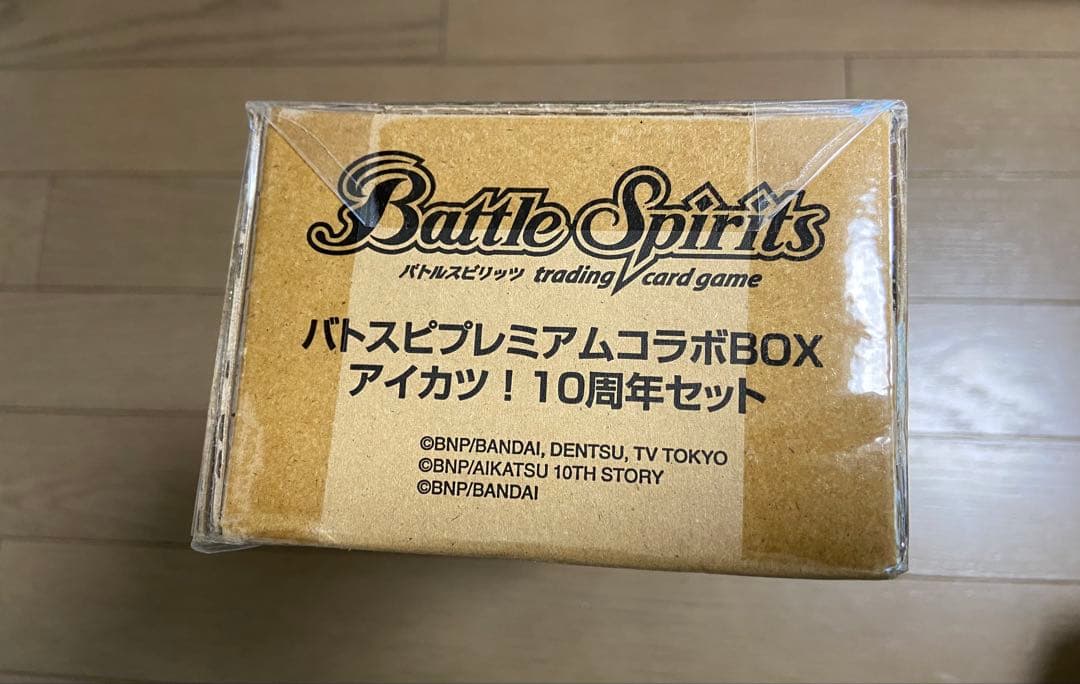 Battle Spirits
バトルスピリッツ trading card game
バトスピプレミアムコラボBOX
アイカツ！10周年セット
©BNP/BANDAI, DENTSU, TV TOKYO
©BNP/AIKATSU 10TH STORY
©BNP/BANDAI